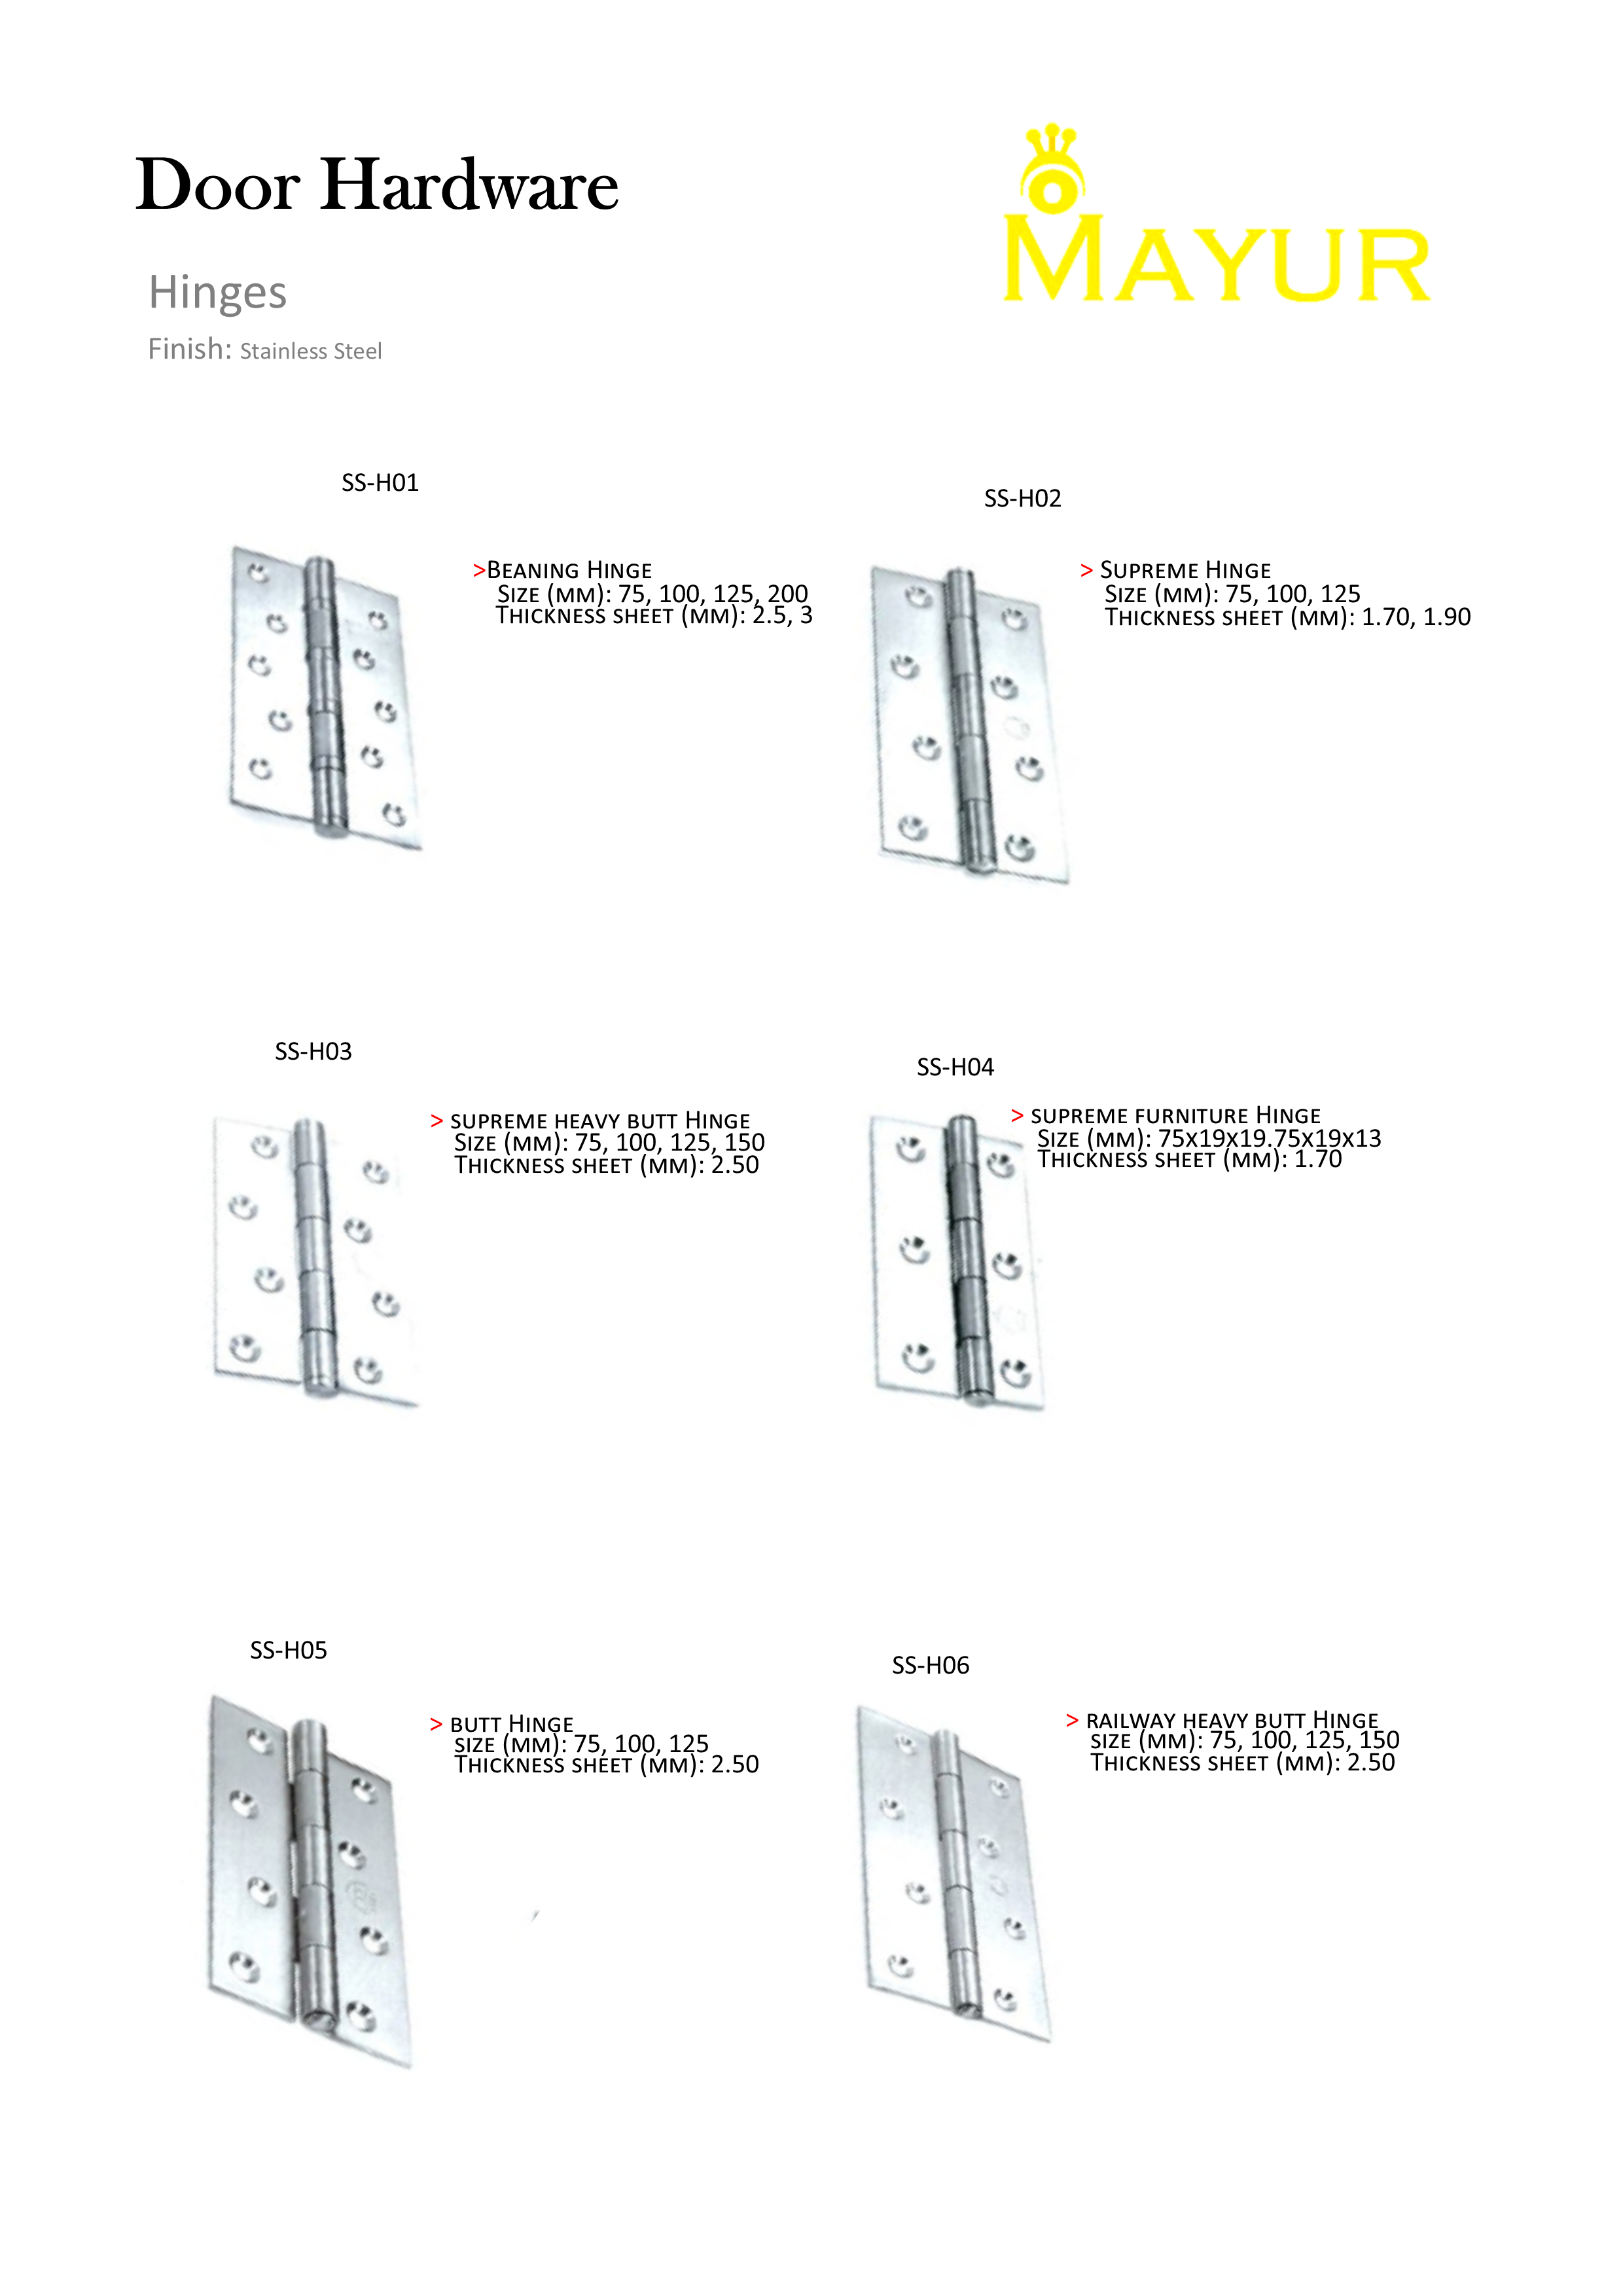 Door Hardware
MAYUR
Hinges
Finish: Stainless Steel
SS-H01
>Beaning Hinge
Size (mm): 75, 100, 125, 200
Thickness sheet (mm): 2.5, 3
SS-H02
> Supreme Hinge
Size (mm): 75, 100, 125
Thickness sheet (mm): 1.70, 1.90
SS-H03
> supreme heavy butt Hinge
Size (mm): 75, 100, 125, 150
Thickness sheet (mm): 2.50
SS-H04
> supreme furniture Hinge
Size (mm): 75x19x19.75x19x13
Thickness sheet (mm): 1.70
SS-H05
> butt Hinge
size (mm): 75, 100, 125
Thickness sheet (mm): 2.50
SS-H06
> railway heavy butt Hinge
size (mm): 75, 100, 125, 150
Thickness sheet (mm): 2.50